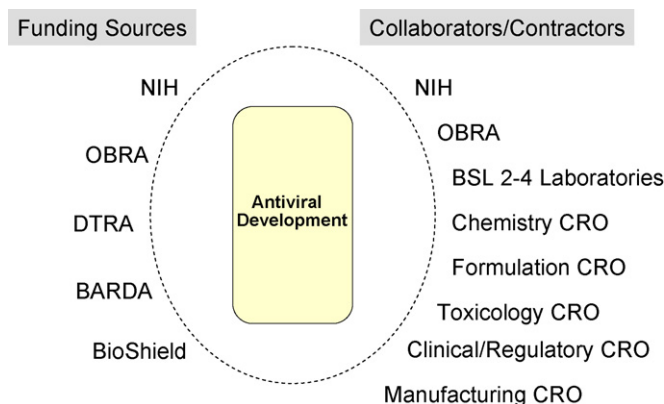 Funding Sources
Collaborators/Contractors
NIH
OBRA
DTRA
BARDA
BioShield
Antiviral
Development
NIH
OBRA
BSL 2-4 Laboratories
Chemistry CRO
Formulation CRO
Toxicology CRO
Clinical/Regulatory CRO
Manufacturing CRO